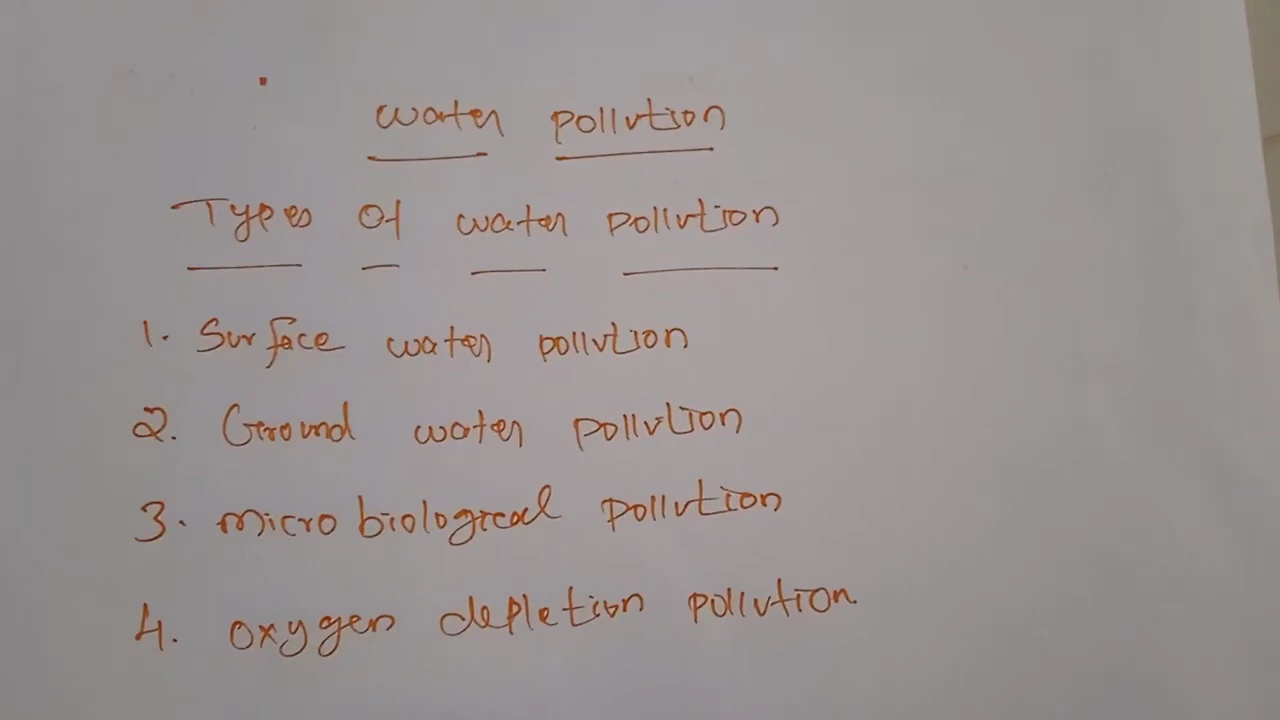 water pollution
Types Of water pollution
1. Surface water pollution
2. Ground water pollution
3. micro biological pollution
4. oxygen depletion pollution.